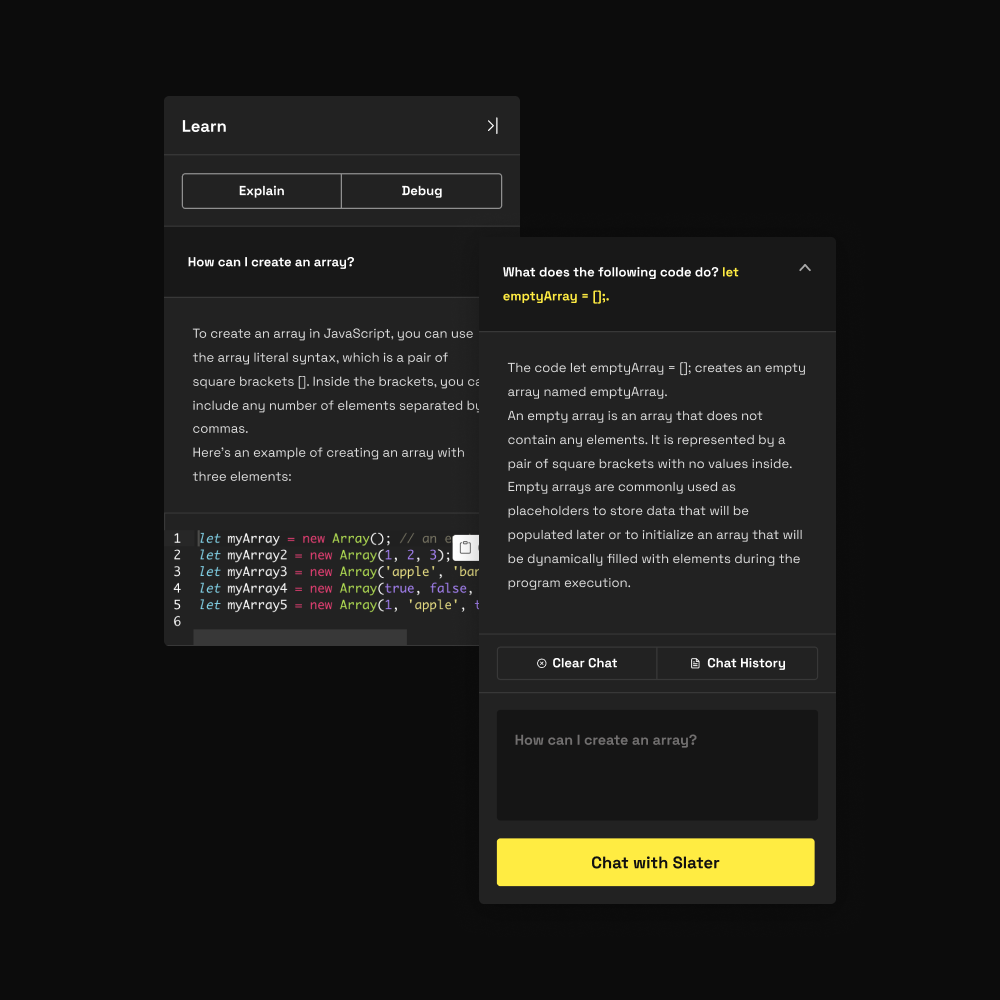 Learn
Explain
Debug
How can I create an array?
To create an array in JavaScript, you can use
the array literal syntax, which is a pair of
square brackets []. Inside the brackets, you
include any number of elements separated
commas.
Here's an example of creating an array with
three elements:
1 let myArray = new Array(); // an
2 let myArray2 = new Array(1, 2, 3);
3 let myArray3 = new Array('apple', '
4 let myArray4 = new Array(true, false,
5 let myArray5 = new Array(1, 'apple',
6
What does the following code do? let
emptyArray = [];.
The code let emptyArray = []; creates an empty
array named emptyArray.
An empty array is an array that does not
contain any elements. It is represented by a
pair of square brackets with no values inside.
Empty arrays are commonly used as
placeholders to store data that will be
populated later or to initialize an array that will
be dynamically filled with elements during the
program execution.
Clear Chat
Chat History
How can I create an array?
Chat with Slater